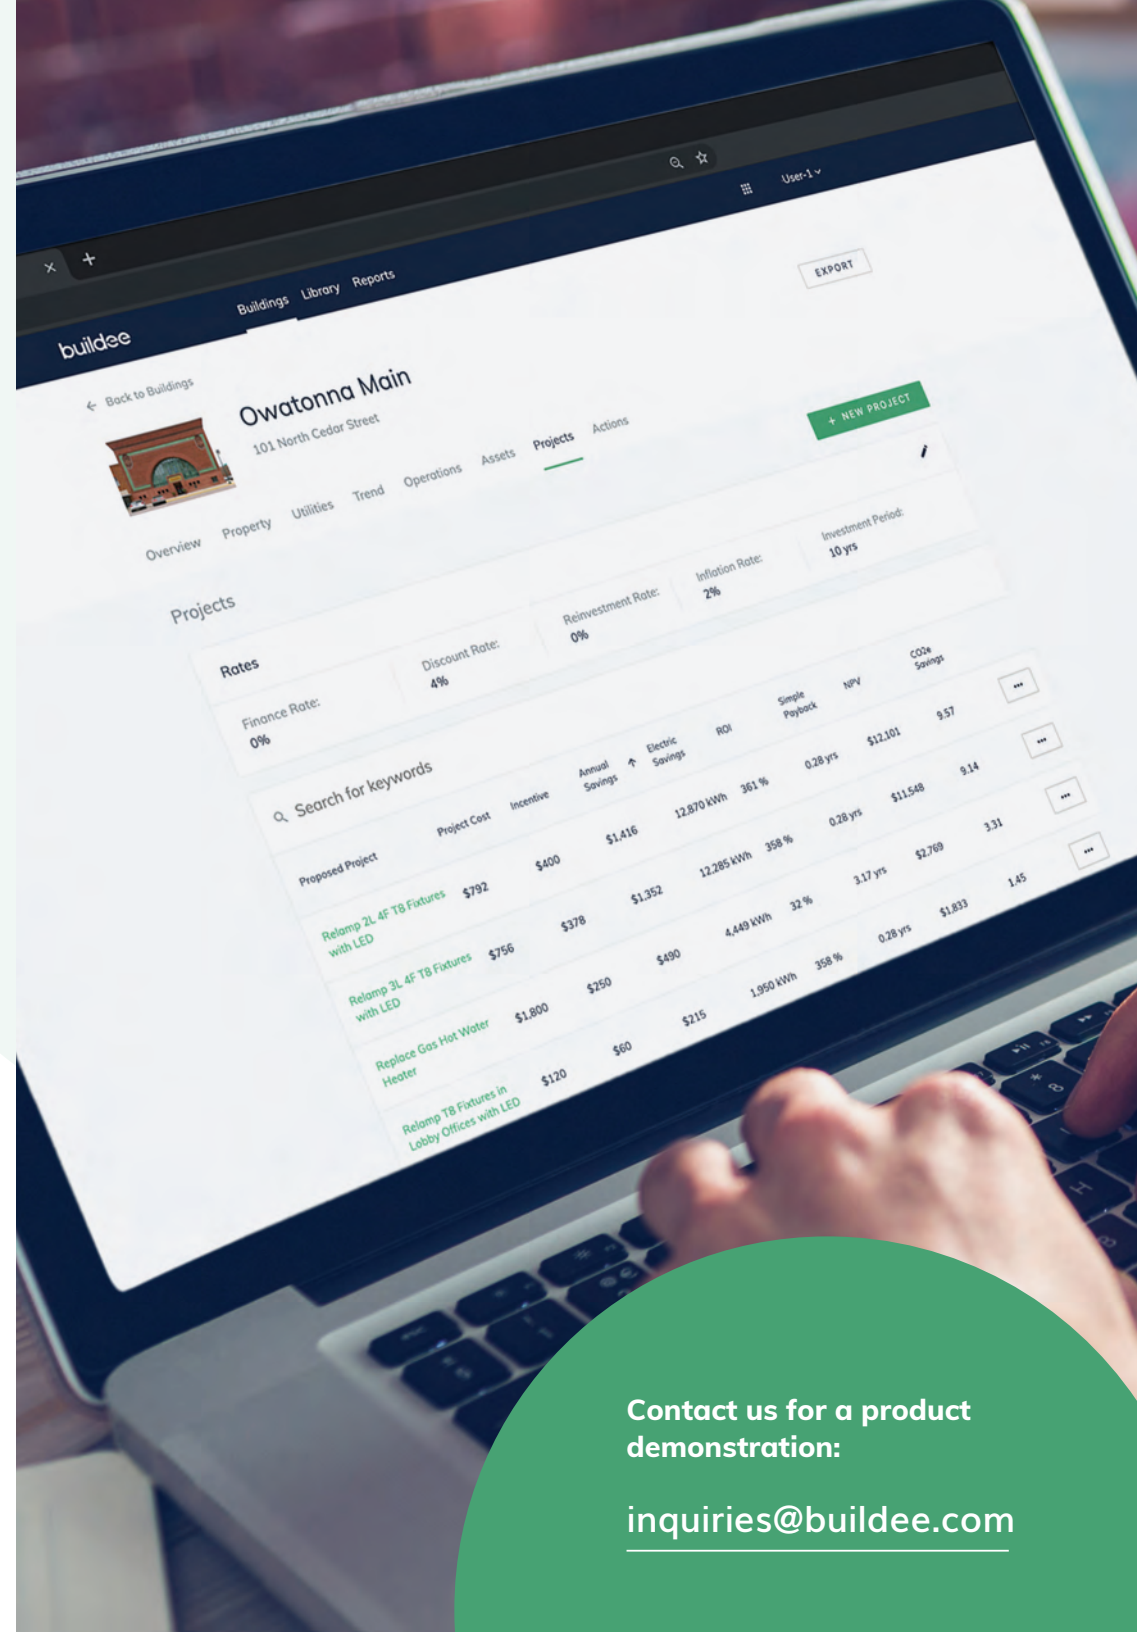 User-1
Buildings Library Reports
buildee
EXPORT
← Back to Buildings
Owatonna Main
101 North Cedar Street
+ NEW PROJECT
Overview Property Utilities Trend Operations Assets Projects Actions
Projects
Rates
Finance Rate:
0%
Discount Rate:
4%
Reinvestment Rate:
0%
Inflation Rate:
2%
Investment Period:
10 yrs
Search for keywords
Proposed Project
Project Cost
Incentive
Annual
Savings
Electric
Savings
ROI
Simple
Payback
NPV
CO2e
Savings
Relamp 2L 4F T8 Fixtures
with LED
$792 $400 $1,416 12,870 kWh 361 % 0.28 yrs $12,101 9.57
Relamp 3L 4F T8 Fixtures
with LED
$756 $378 $1,352 12,285 kWh 358 % 0.28 yrs $11,548 9.14
Replace Gas Hot Water
Heater
$1,800 $250 $490 4,449 kWh 32 % 3.17 yrs $2,769 3.31
Relamp T8 Fixtures in
Lobby Offices with LED
$120 $60 $215 1,950 kWh 358 % 0.28 yrs $1,833 1.45
Contact us for a product
demonstration:
inquiries@buildee.com